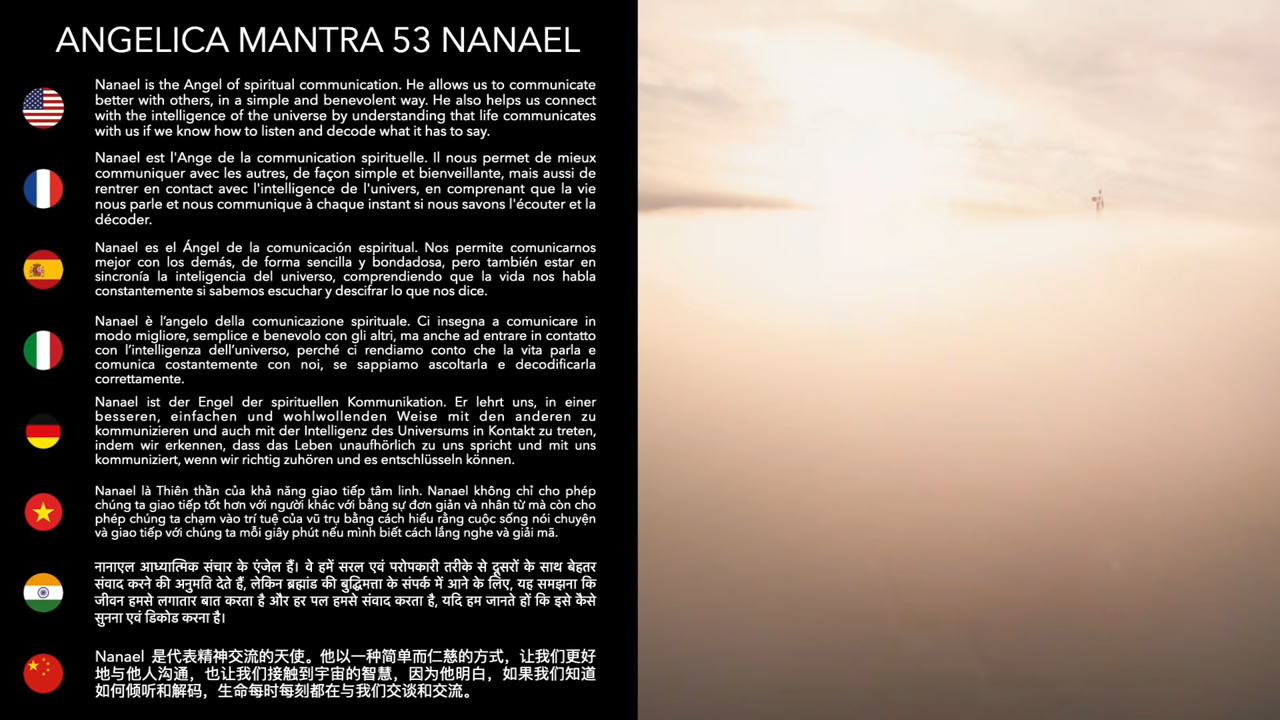 ANGELICA MANTRA 53 NANAEL
Nanael is the Angel of spiritual communication. He allows us to communicate
better with others, in a simple and benevolent way. He also helps us connect
with the intelligence of the universe by understanding that life communicates
with us if we know how to listen and decode what it has to say.
Nanael est l'Ange de la communication spirituelle. Il nous permet de mieux
communiquer avec les autres, de façon simple et bienveillante, mais aussi de
rentrer en contact avec l'intelligence de l'univers, en comprenant que la vie
nous parle et nous communique à chaque instant si nous savons l'écouter et la
décoder.
Nanael es el Ángel de la comunicación espiritual. Nos permite comunicarnos
mejor con los demás, de forma sencilla y bondadosa, pero también estar en
sincronía la inteligencia del universo, comprendiendo que la vida nos habla
constantemente si sabemos escuchar y descifrar lo que nos dice.
Nanael è l’angelo della comunicazione spirituale. Ci insegna a comunicare in
modo migliore, semplice e benevolo con gli altri, ma anche ad entrare in contatto
con l’intelligenza dell’universo, perché ci rendiamo conto che la vita parla e
comunica costantemente con noi, se sappiamo ascoltarla e decodificarla
correttamente.
Nanael ist der Engel der spirituellen Kommunikation. Er lehrt uns, in einer
besseren, einfachen und wohlwollenden Weise mit den anderen zu
kommunizieren und auch mit der Intelligenz des Universums in Kontakt zu treten,
indem wir erkennen, dass das Leben unaufhörlich zu uns spricht und mit uns
kommuniziert, wenn wir richtig zuhören und es entschlüsseln können.
Nanael là Thiên thần của khả năng giao tiếp tâm linh. Nanael không chỉ cho phép
chúng ta giao tiếp tốt hơn với người khác với bằng sự đơn giản và nhân từ mà còn cho
phép chúng ta chạm vào trí tuệ của vũ trụ bằng cách hiểu rằng cuộc sống nói chuyện
và giao tiếp với chúng ta mỗi giây phút nếu mình biết cách lắng nghe và giải mã.
नानाएल आध्यात्मिक संचार के एंजेल हैं। वे हमें सरल एवं परोपकारी तरीके से दूसरों के साथ बेहतर
संवाद करने की अनुमति देते हैं, लेकिन ब्रह्मांड की बुद्धिमत्ता के संपर्क में आने के लिए, यह समझना कि
जीवन हमसे लगातार बात करता है और हर पल हमसे संवाद करता है, यदि हम जानते हों कि इसे कैसे
सुनना एवं डिकोड करना है।
Nanael 是代表精神交流的天使。他以一种简单而仁慈的方式，让我们更好
地与他人沟通，也让我们接触到宇宙的智慧，因为他明白，如果我们知道
如何倾听和解码，生命每时每刻都在与我们交谈和交流。